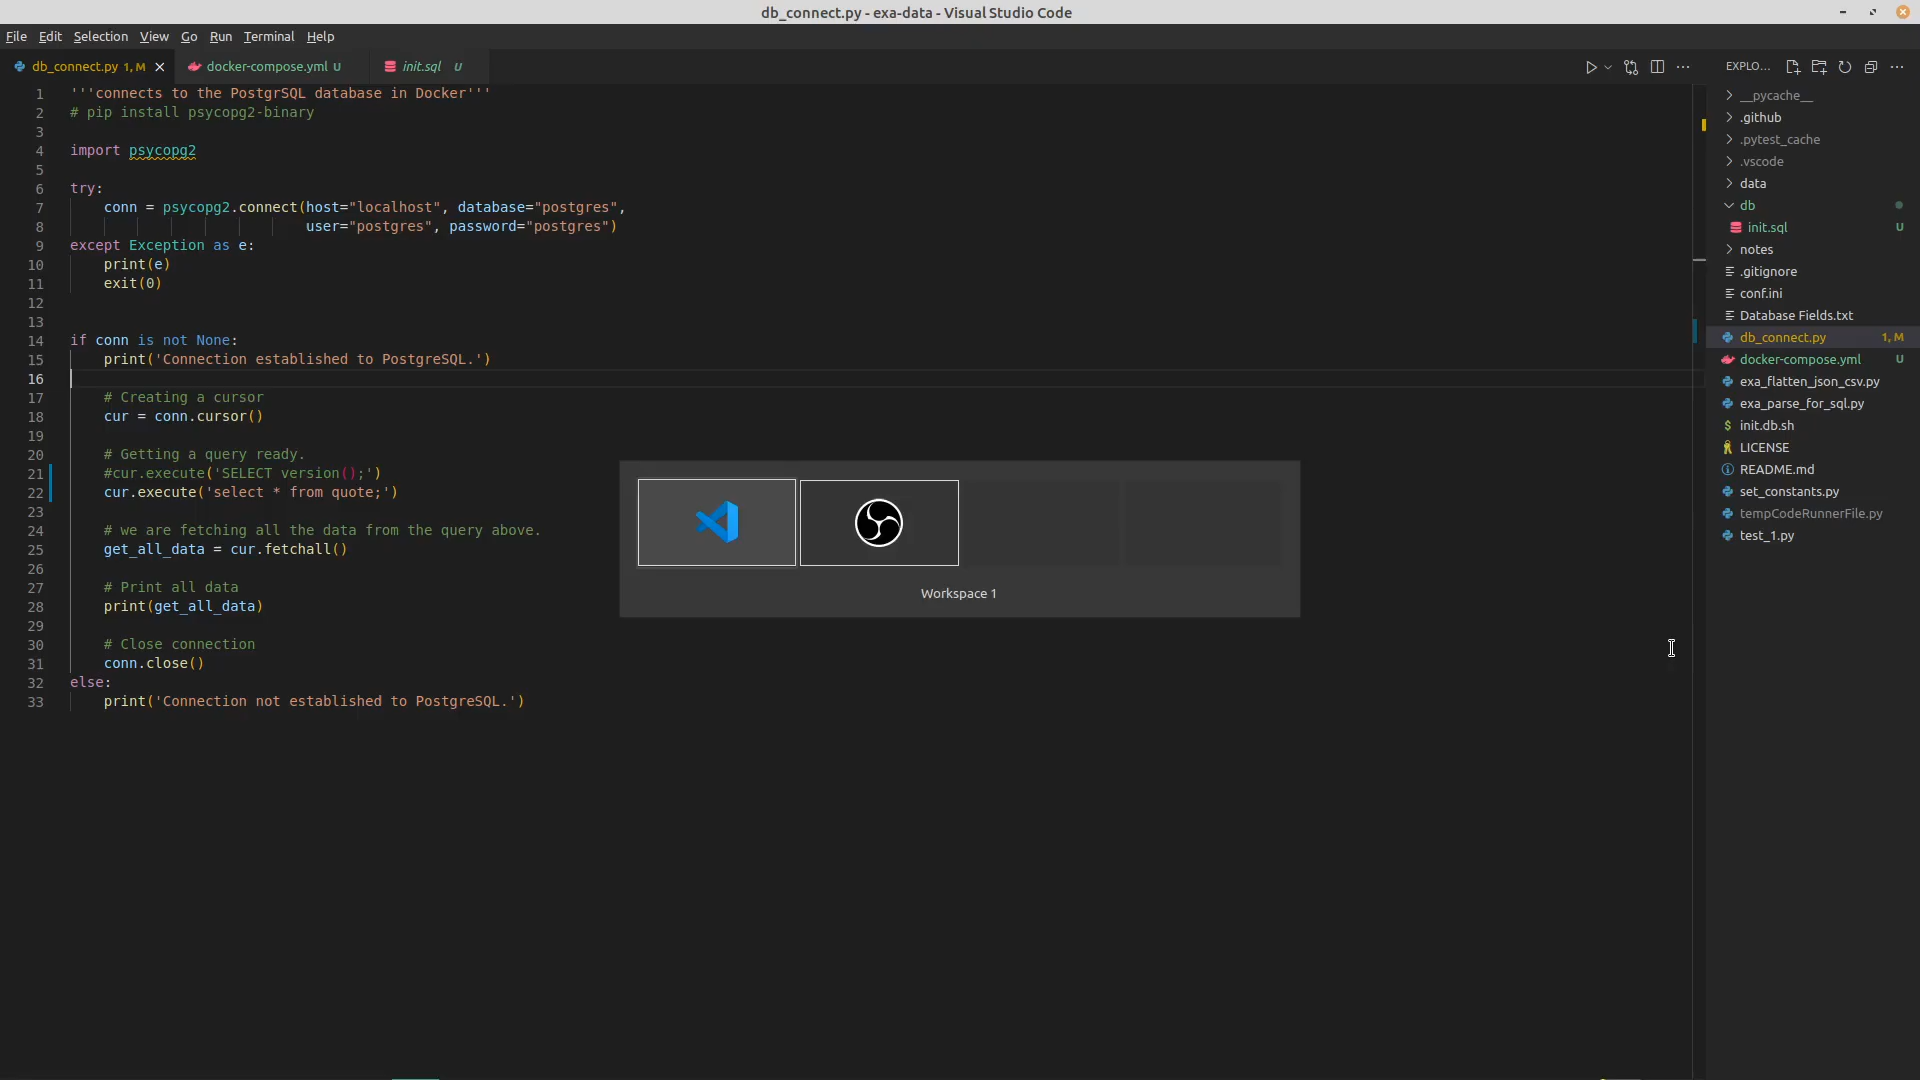 db_connect.py - exa-data - Visual Studio Code
File Edit Selection View Go Run Terminal Help
db_connect.py 1, M
docker-compose.yml U
init.sql U
EXPLO...
1 '''connects to the PostgrSQL database in Docker'''
2 # pip install psycopg2-binary
3
4 import psycopg2
5
6 try:
7 conn = psycopg2.connect(host="localhost", database="postgres",
8 user="postgres", password="postgres")
9 except Exception as e:
10 print(e)
11 exit(0)
12
13
14 if conn is not None:
15 print('Connection established to PostgreSQL.')
16
17 # Creating a cursor
18 cur = conn.cursor()
19
20 # Getting a query ready.
21 #cur.execute('SELECT version();')
22 cur.execute('select * from quote;')
23
24 # we are fetching all the data from the query above.
25 get_all_data = cur.fetchall()
26
27 # Print all data
28 print(get_all_data)
29
30 # Close connection
31 conn.close()
32 else:
33 print('Connection not established to PostgreSQL.')
Workspace 1
__pycache__
.github
.pytest_cache
.vscode
data
db
init.sql U
notes
.gitignore
conf.ini
Database Fields.txt
db_connect.py 1, M
docker-compose.yml U
exa_flatten_json_csv.py
exa_parse_for_sql.py
init.db.sh
LICENSE
README.md
set_constants.py
tempCodeRunnerFile.py
test_1.py